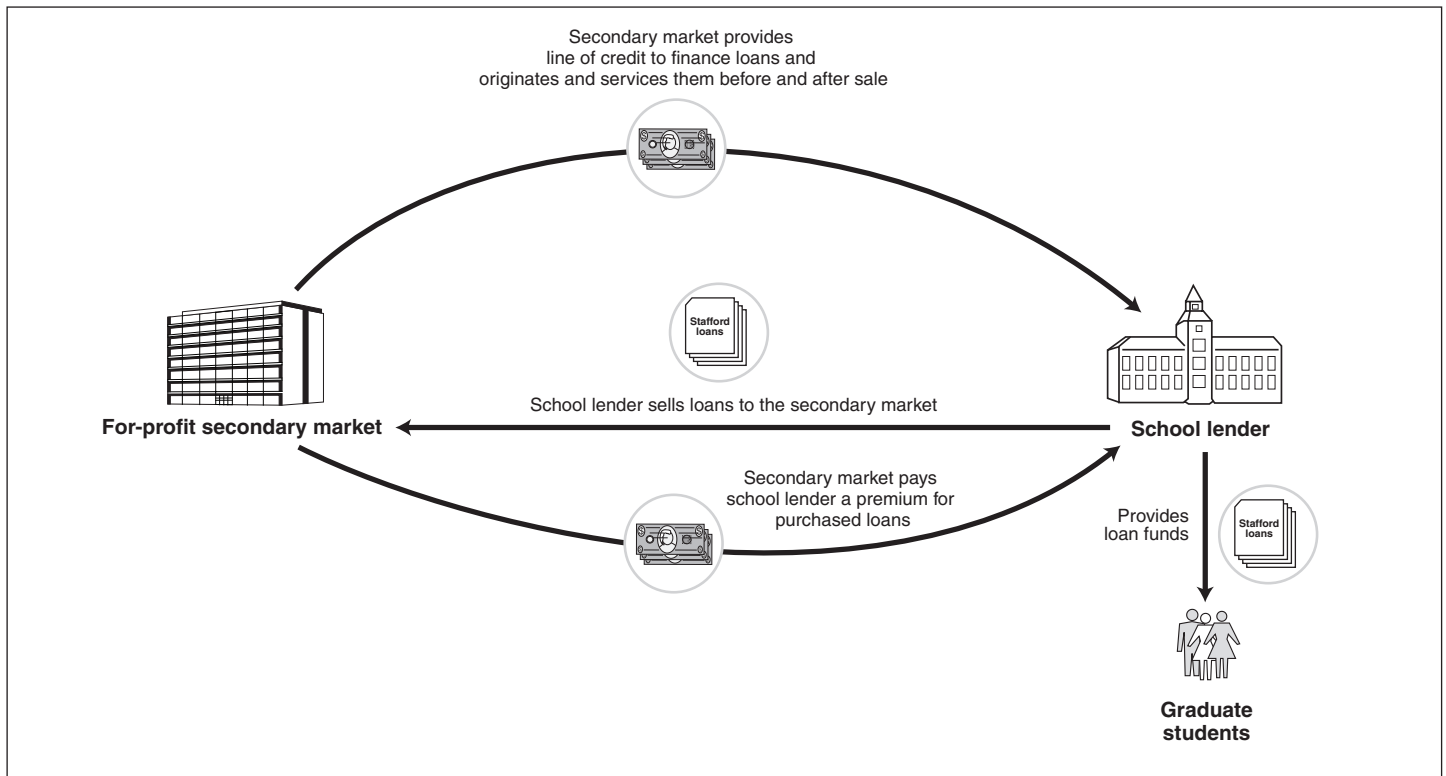 Secondary market provides
line of credit to finance loans and
originates and services them before and after sale
Stafford
loans
School lender sells loans to the secondary market
For-profit secondary market
School lender
Secondary market pays
school lender a premium for
purchased loans
Provides
loan funds
Stafford
loans
Graduate
students